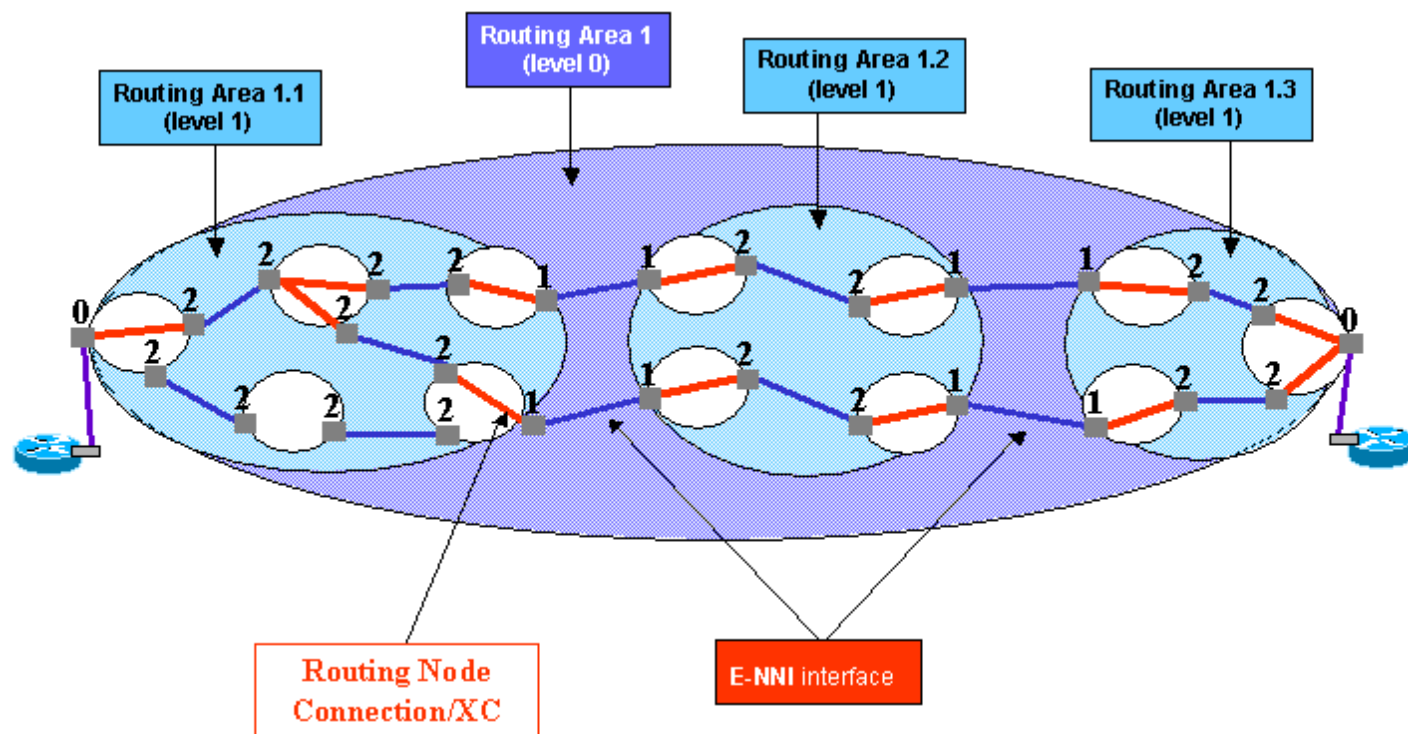 Routing Area 1
(level 0)
Routing Area 1.2
(level 1)
Routing Area 1.1
(level 1)
Routing Area 1.3
(level 1)
2
2
2
1
1
2
2
1
1
2
2
0
2
2
0
2
2
2
2
2
1
1
2
2
1
1
2
2
Routing Node
Connection/XC
E-NNI interface